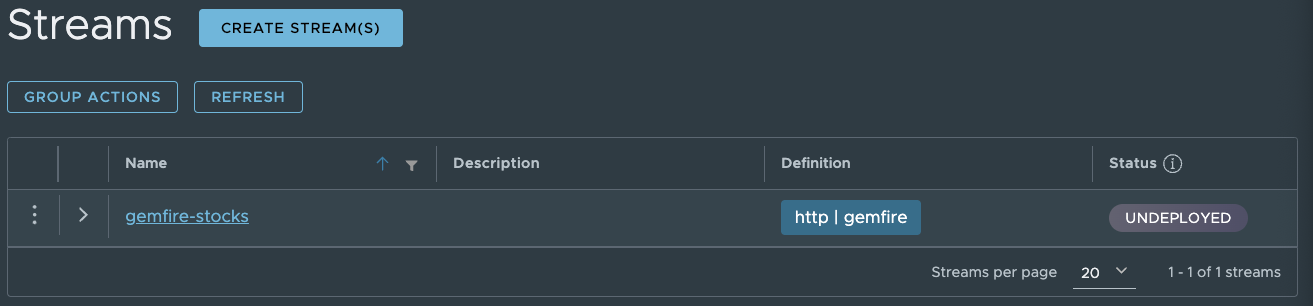 Streams CREATE STREAM(S)
GROUP ACTIONS REFRESH
Name Description Definition Status
gemfire-stocks http | gemfire UNDEPLOYED
Streams per page 20 1 - 1 of 1 streams